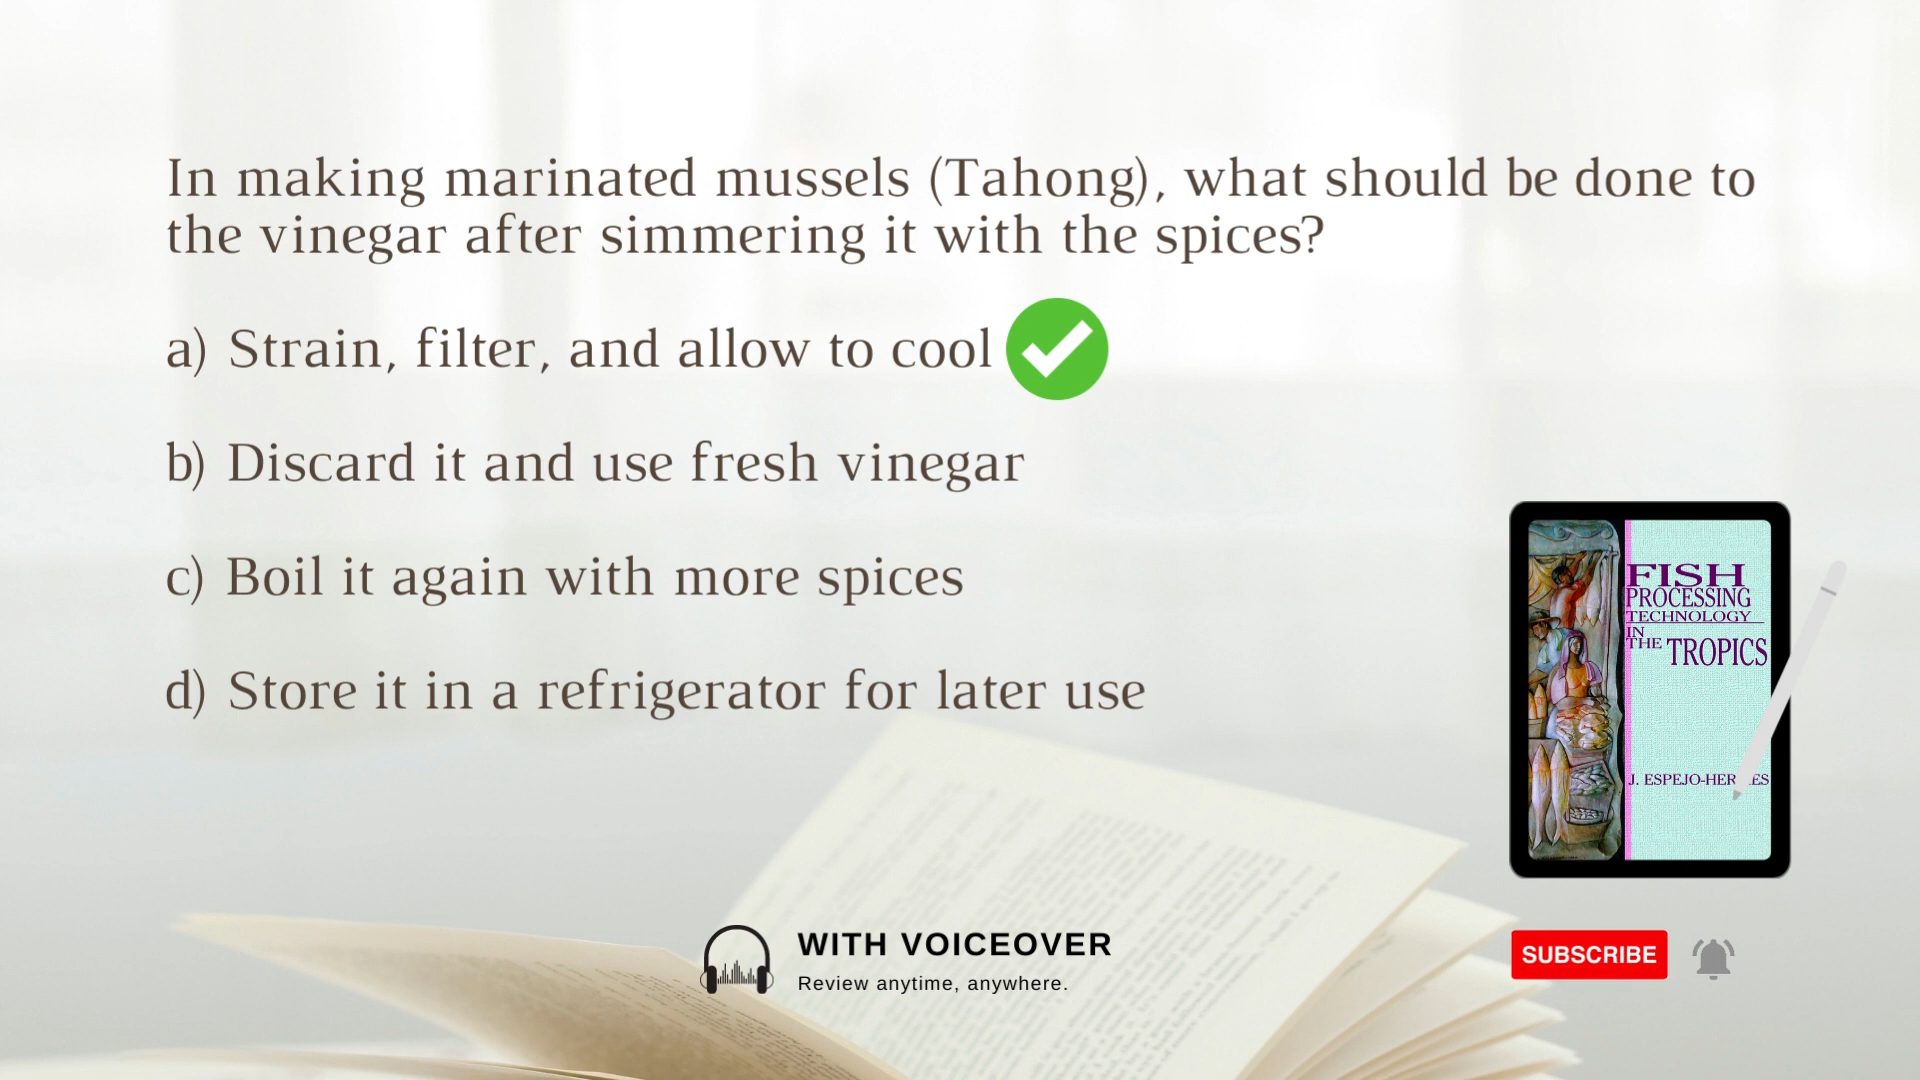 In making marinated mussels (Tahong), what should be done to
the vinegar after simmering it with the spices?
a) Strain, filter, and allow to cool
b) Discard it and use fresh vinegar
c) Boil it again with more spices
d) Store it in a refrigerator for later use
FISH
PROCESSING
TECHNOLOGY
IN
THE TROPICS
J. ESPEJO-HER
WITH VOICEOVER
Review anytime, anywhere.
SUBSCRIBE